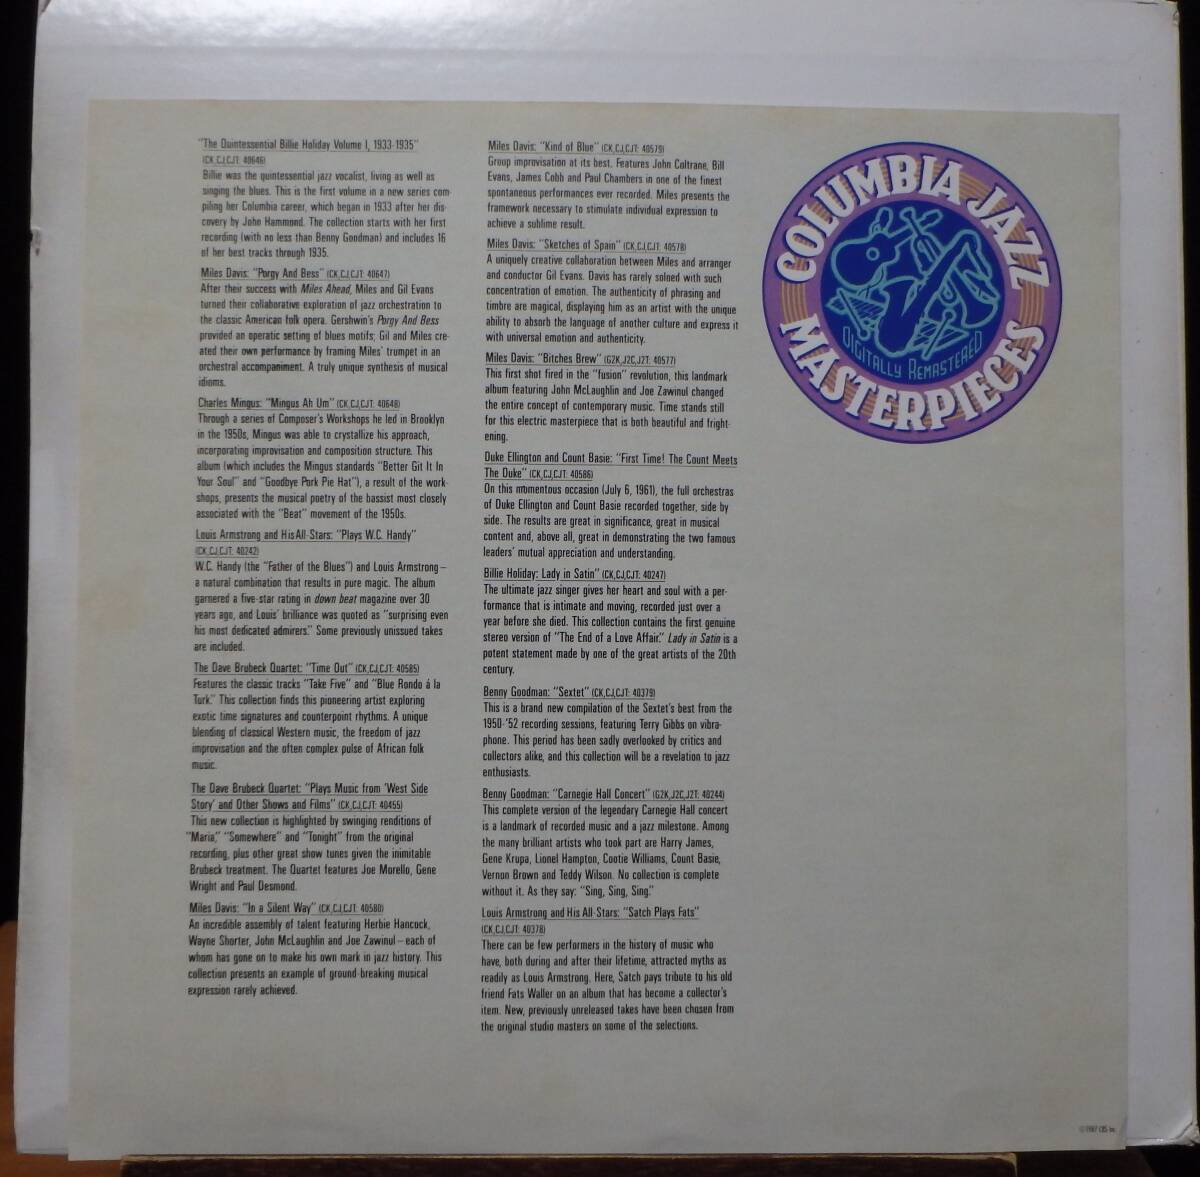 "The Quintessential Billie Holiday Volume I, 1933-1935"
(CK,CJ,CJT: 40646)
Billie was the quintessential jazz vocalist, living as well as
singing the blues. This is the first volume in a new series com-
piling her Columbia career, which began in 1933 after her dis-
covery by John Hammond. The collection starts with her first
recording (with no less than Benny Goodman) and includes 16
of her best tracks through 1935.
Miles Davis: "Porgy And Bess" (CK,CJ,CJT: 40647)
After their success with Miles Ahead, Miles and Gil Evans
turned their collaborative exploration of jazz orchestration to
the classic American folk opera. Gershwin's Porgy And Bess
provided an operatic setting of blues motifs; Gil and Miles cre-
ated their own performance by framing Miles' trumpet in an
orchestral accompaniment. A truly unique synthesis of musical
idioms.
Charles Mingus: "Mingus Ah Um" (CK,CJ,CJT: 40648)
Through a series of Composer's Workshops he led in Brooklyn
in the 1950s, Mingus was able to crystallize his approach,
incorporating improvisation and composition structure. This
album (which includes the Mingus standards "Better Git It In
Your Soul" and "Goodbye Pork Pie Hat"), a result of the work-
shops, presents the musical poetry of the bassist most closely
associated with the "Beat" movement of the 1950s.
Louis Armstrong and His All-Stars: "Plays W.C. Handy"
(CK,CJ,CJT: 40242)
W.C. Handy (the "Father of the Blues") and Louis Armstrong—
a natural combination that results in pure magic. The album
garnered a five-star rating in down beat magazine over 30
years ago, and Louis' brilliance was quoted as "surprising even
his most dedicated admirers." Some previously unissued takes
are included.
The Dave Brubeck Quartet: "Time Out" (CK,CJ,CJT: 40585)
Features the classic tracks "Take Five" and "Blue Rondo á la
Turk." This collection finds this pioneering artist exploring
exotic time signatures and counterpoint rhythms. A unique
blending of classical Western music, the freedom of jazz
improvisation and the often complex pulse of African folk
music.
The Dave Brubeck Quartet: "Plays Music from 'West Side
Story' and Other Shows and Films" (CK,CJ,CJT: 40455)
This new collection is highlighted by swinging renditions of
"Maria," "Somewhere" and "Tonight" from the original
recording, plus other great show tunes given the inimitable
Brubeck treatment. The Quartet features Joe Morello, Gene
Wright and Paul Desmond.
Miles Davis: "In a Silent Way" (CK,CJ,CJT: 40580)
An incredible assembly of talent featuring Herbie Hancock,
Wayne Shorter, John McLaughlin and Joe Zawinul—each of
whom has gone on to make his own mark in jazz history. This
collection presents an example of ground-breaking musical
expression rarely achieved.
Miles Davis: "Kind of Blue" (CK,CJ,CJT: 40579)
Group improvisation at its best. Features John Coltrane, Bill
Evans, James Cobb and Paul Chambers in one of the finest
spontaneous performances ever recorded. Miles presents the
framework necessary to stimulate individual expression to
achieve a sublime result.
Miles Davis: "Sketches of Spain" (CK,CJ,CJT: 40578)
A uniquely creative collaboration between Miles and arranger
and conductor Gil Evans. Davis has rarely soloed with such
concentration of emotion. The authenticity of phrasing and
timbre are magical, displaying him as an artist with the unique
ability to absorb the language of another culture and express it
with universal emotion and authenticity.
Miles Davis: "Bitches Brew" (G2K,J2C,J2T: 40577)
This first shot fired in the "fusion" revolution, this landmark
album featuring John McLaughlin and Joe Zawinul changed
the entire concept of contemporary music. Time stands still
for this electric masterpiece that is both beautiful and fright-
ening.
Duke Ellington and Count Basie: "First Time! The Count Meets
The Duke" (CK,CJ,CJT: 40586)
On this momentous occasion (July 6, 1961), the full orchestras
of Duke Ellington and Count Basie recorded together, side by
side. The results are great in significance, great in musical
content and, above all, great in demonstrating the two famous
leaders' mutual appreciation and understanding.
Billie Holiday: Lady in Satin" (CK,CJ,CJT: 40247)
The ultimate jazz singer gives her heart and soul with a per-
formance that is intimate and moving, recorded just over a
year before she died. This collection contains the first genuine
stereo version of "The End of a Love Affair." Lady in Satin is a
potent statement made by one of the great artists of the 20th
century.
Benny Goodman: "Sextet" (CK,CJ,CJT: 40379)
This is a brand new compilation of the Sextet's best from the
1950-'52 recording sessions, featuring Terry Gibbs on vibra-
phone. This period has been sadly overlooked by critics and
collectors alike, and this collection will be a revelation to jazz
enthusiasts.
Benny Goodman: "Carnegie Hall Concert" (G2K,J2C,J2T: 40244)
This complete version of the legendary Carnegie Hall concert
is a landmark of recorded music and a jazz milestone. Among
the many brilliant artists who took part are Harry James,
Gene Krupa, Lionel Hampton, Cootie Williams, Count Basie,
Vernon Brown and Teddy Wilson. No collection is complete
without it. As they say: "Sing, Sing, Sing."
Louis Armstrong and His All-Stars: "Satch Plays Fats"
(CK,CJ,CJT: 40378)
There can be few performers in the history of music who
have, both during and after their lifetime, attracted myths as
readily as Louis Armstrong. Here, Satch pays tribute to his old
friend Fats Waller on an album that has become a collector's
item. New, previously unreleased takes have been chosen from
the original studio masters on some of the selections.
COLUMBIA JAZZ
MASTERPIECES
DIGITALLY REMASTERED
© 1987 CBS Inc.